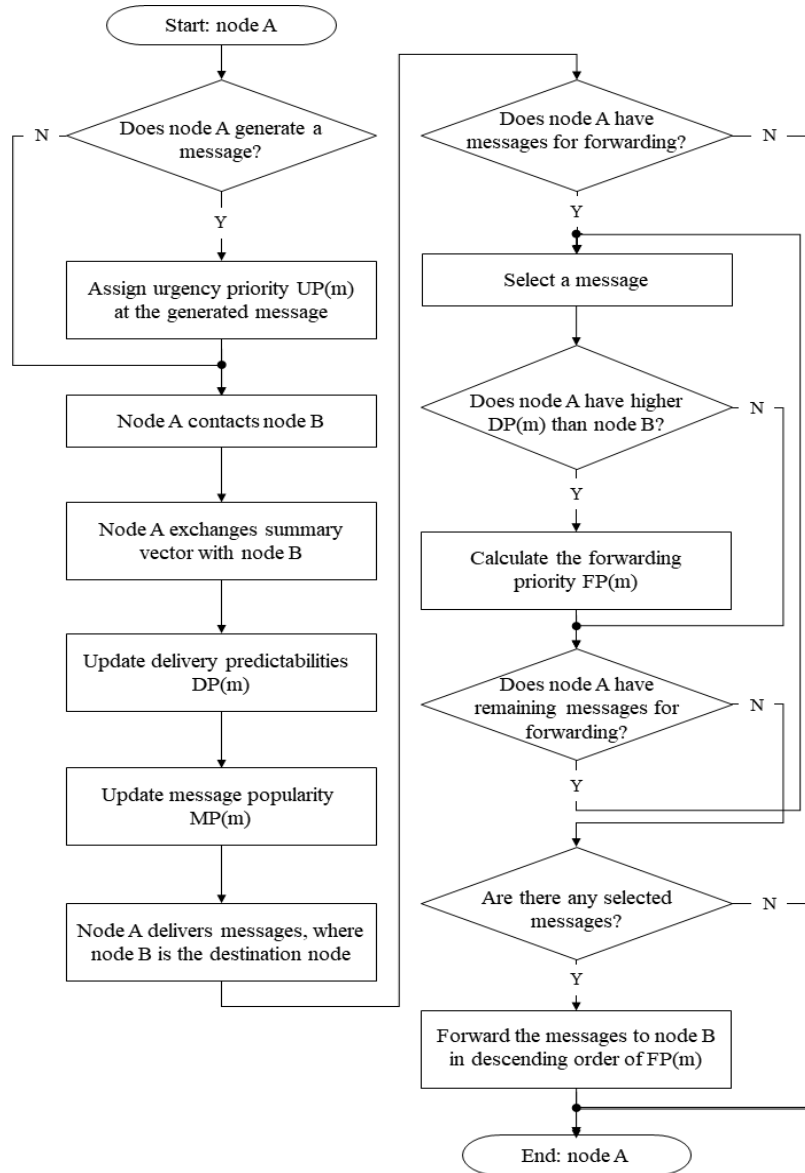 Start: node A
Does node A generate a
message?
N
Y
Assign urgency priority UP(m)
at the generated message
Node A contacts node B
Node A exchanges summary
vector with node B
Update delivery predictabilities
DP(m)
Update message popularity
MP(m)
Node A delivers messages, where
node B is the destination node
Does node A have
messages for forwarding?
N
Y
Select a message
Does node A have higher
DP(m) than node B?
N
Y
Calculate the forwarding
priority FP(m)
Does node A have
remaining messages for
forwarding?
N
Y
Are there any selected
messages?
N
Y
Forward the messages to node B
in descending order of FP(m)
End: node A